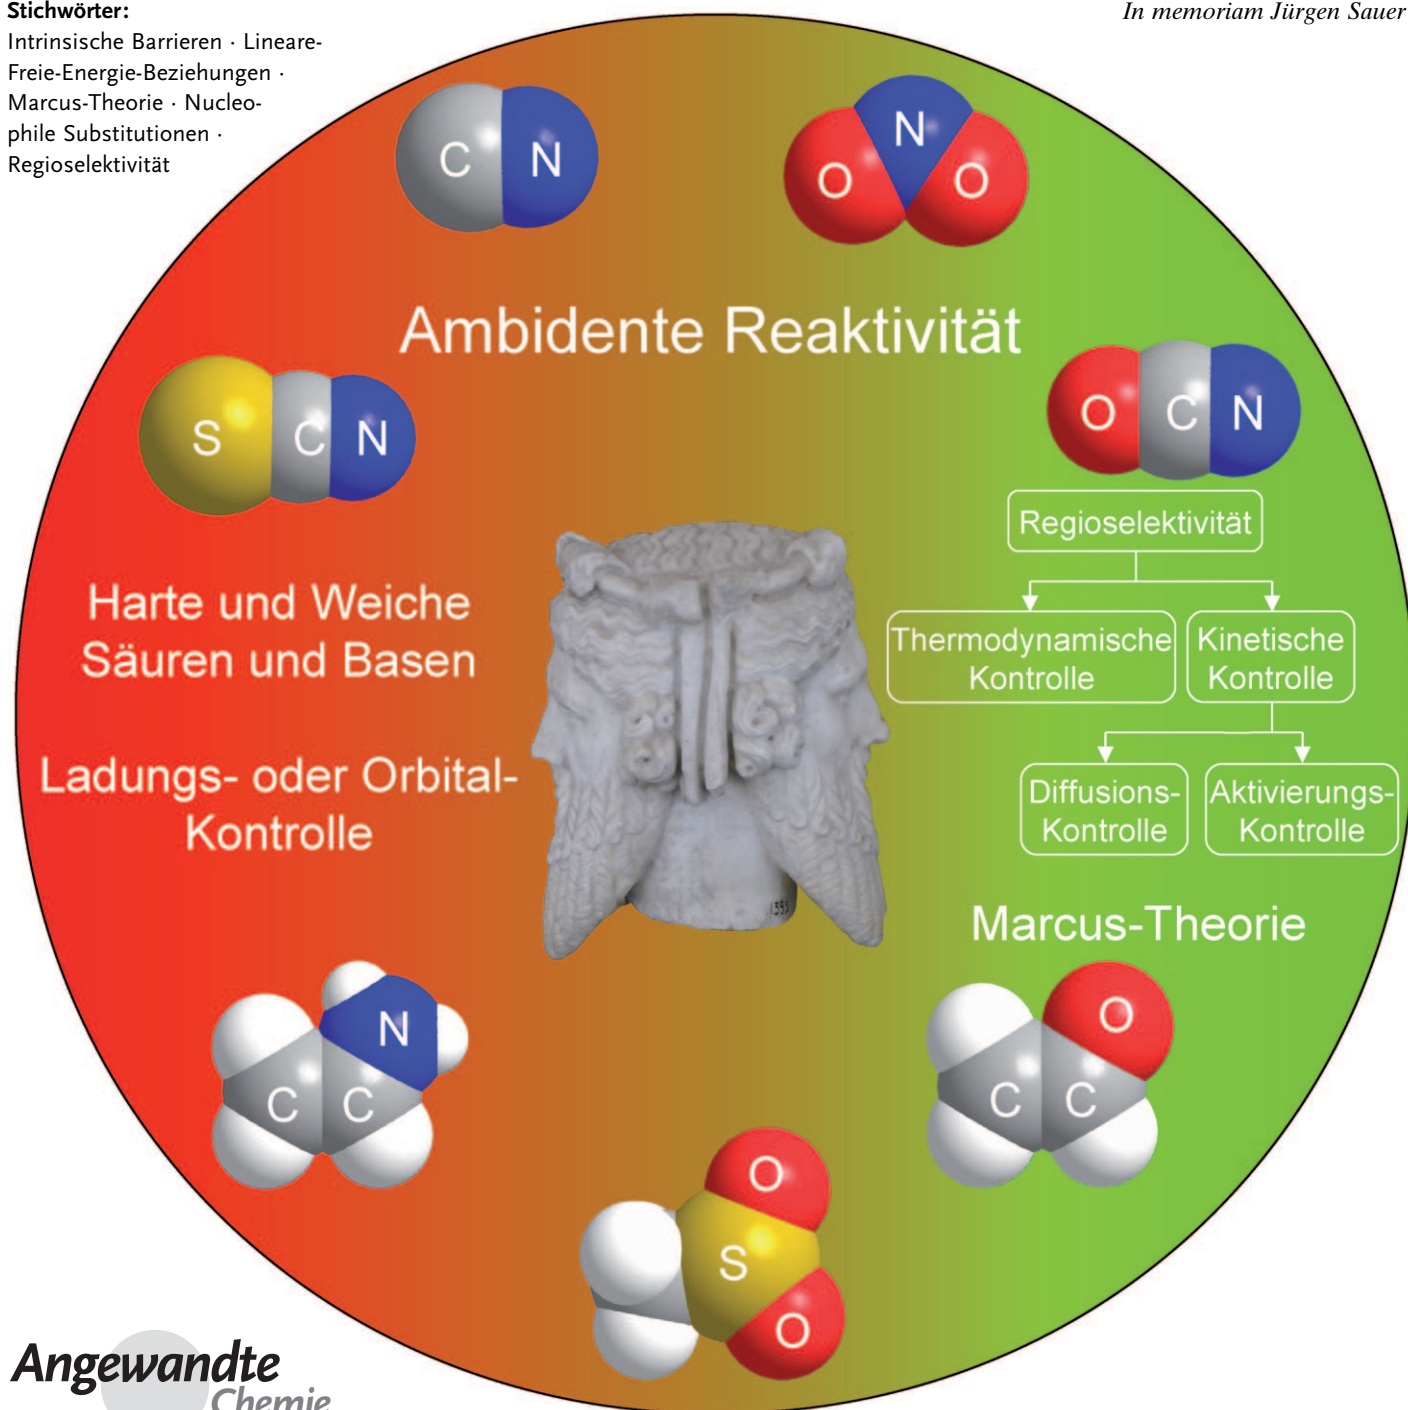 Stichwörter:
Intrinsische Barrieren · Lineare-
Freie-Energie-Beziehungen ·
Marcus-Theorie · Nucleo-
phile Substitutionen ·
Regioselektivität
In memoriam Jürgen Sauer
C N
N
O O
Ambidente Reaktivität
S C N
O C N
Regioselektivität
Thermodynamische
Kontrolle
Kinetische
Kontrolle
Diffusions-
Kontrolle
Aktivierungs-
Kontrolle
Harte und Weiche
Säuren und Basen
Ladungs- oder Orbital-
Kontrolle
1393
Marcus-Theorie
N
C C
O
C C
O
S
O
Angewandte
Chemie